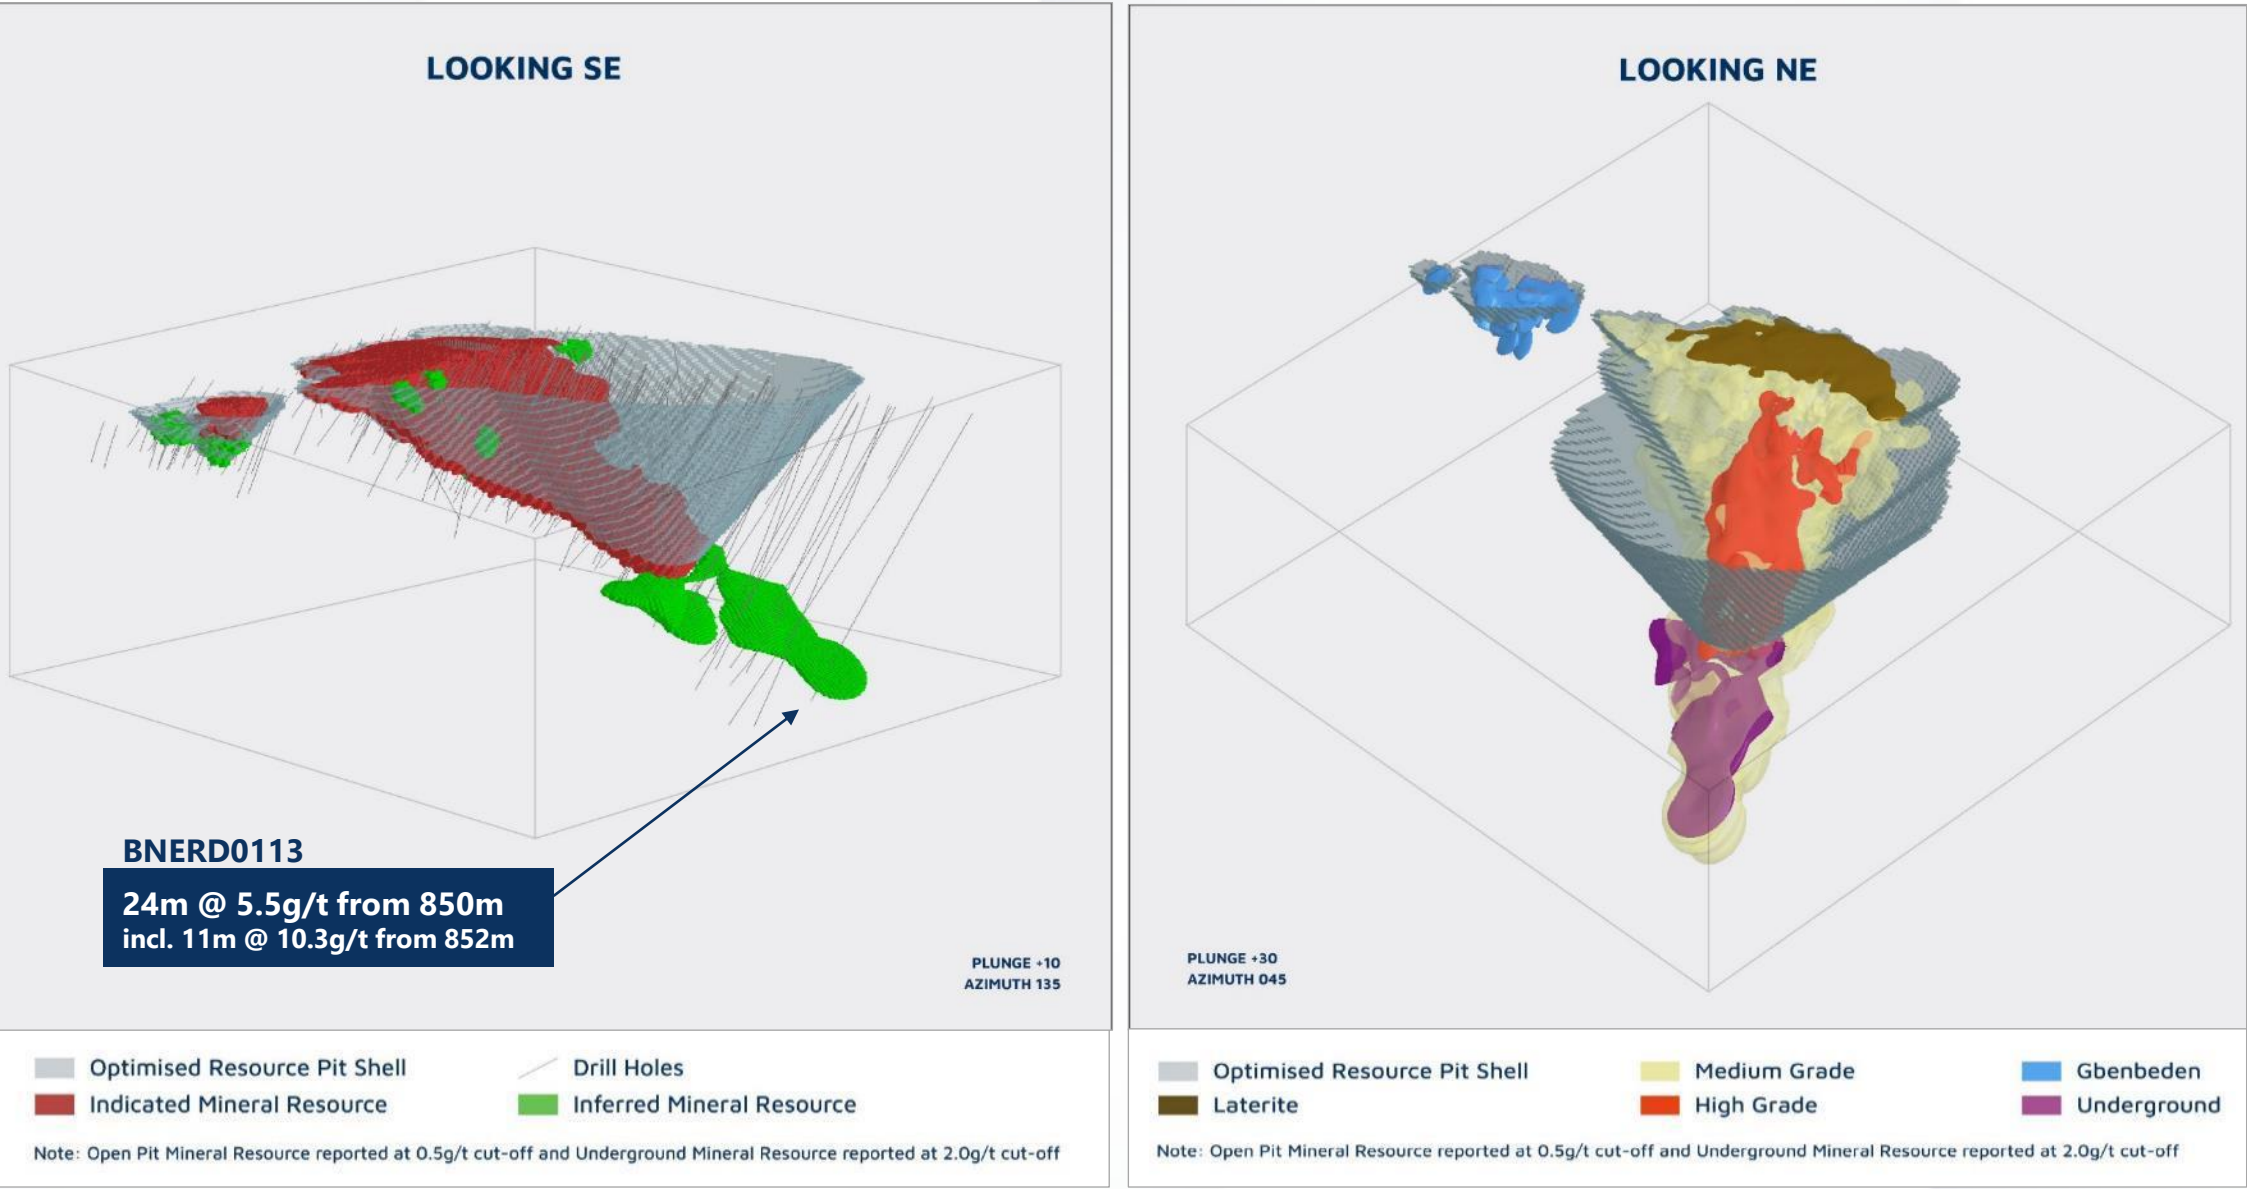 LOOKING SE
BNERD0113
24m @ 5.5g/t from 850m
incl. 11m @ 10.3g/t from 852m
PLUNGE +10
AZIMUTH 135
Optimised Resource Pit Shell
Drill Holes
Indicated Mineral Resource
Inferred Mineral Resource
Note: Open Pit Mineral Resource reported at 0.5g/t cut-off and Underground Mineral Resource reported at 2.0g/t cut-off
LOOKING NE
PLUNGE +30
AZIMUTH 045
Optimised Resource Pit Shell
Medium Grade
Gbenbeden
Laterite
High Grade
Underground
Note: Open Pit Mineral Resource reported at 0.5g/t cut-off and Underground Mineral Resource reported at 2.0g/t cut-off